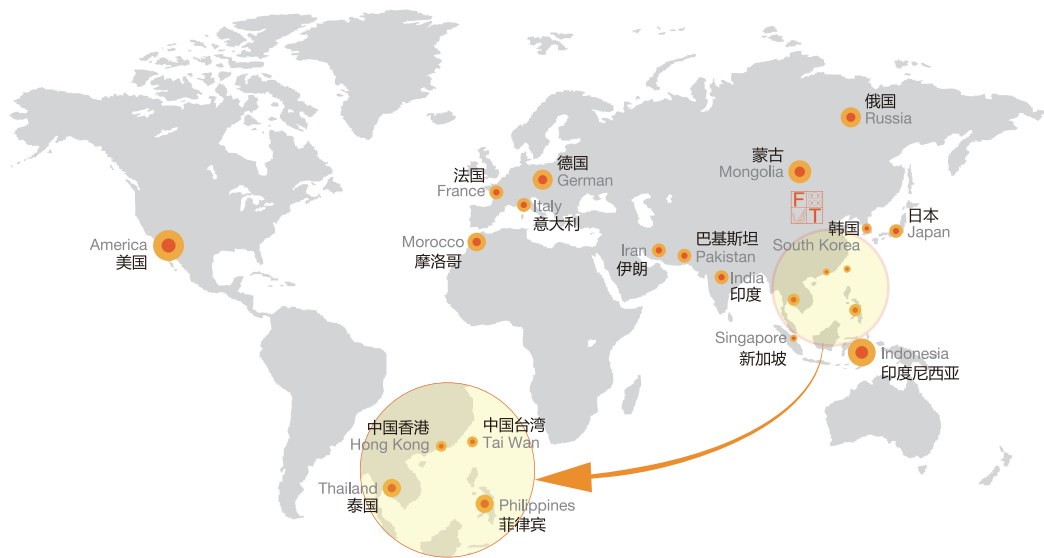 俄国
Russia
蒙古
Mongolia
F
T
德国
German
法国
France
Italy
意大利
日本
Japan
韩国
South Korea
America
美国
Morocco
摩洛哥
Iran
伊朗
巴基斯坦
Pakistan
India
印度
Singapore
新加坡
Indonesia
印度尼西亚
中国香港
Hong Kong
中国台湾
Tai Wan
Thailand
泰国
Philippines
菲律宾